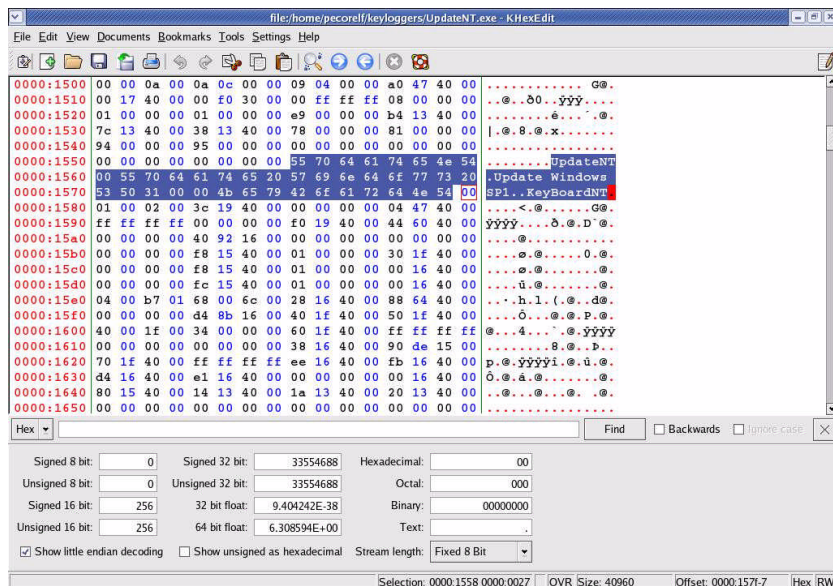 file:/home/pecorelf/keyloggers/UpdateNT.exe - KHexEdit
File Edit View Documents Bookmarks Tools Settings Help
0000:1500 00 00 0a 00 0a 0c 00 00 09 04 00 00 a0 47 40 00 ............ G@.
0000:1510 00 17 40 00 00 f0 30 00 00 ff ff ff 08 00 00 00 ..@..ð0..ÿÿÿ....
0000:1520 01 00 00 00 01 00 00 00 e9 00 00 00 b4 13 40 00 ........é...´.@.
0000:1530 7c 13 40 00 38 13 40 00 78 00 00 00 81 00 00 00 |.@.8.@.x.......
0000:1540 94 00 00 00 95 00 00 00 00 00 00 00 00 00 00 00 ................
0000:1550 00 00 00 00 00 00 00 00 55 70 64 61 74 65 4e 54 ........UpdateNT
0000:1560 00 55 70 64 61 74 65 20 57 69 6e 64 6f 77 73 20 .Update Windows
0000:1570 53 50 31 00 00 4b 65 79 42 6f 61 72 64 4e 54 00 SP1..KeyBoardNT.
0000:1580 01 00 02 00 3c 19 40 00 00 00 00 00 04 47 40 00 ....<.@......G@.
0000:1590 ff ff ff ff 00 00 00 00 f0 19 40 00 44 60 40 00 ÿÿÿÿ....ð.@.D`@.
0000:15a0 00 00 00 00 40 92 16 00 00 00 00 00 00 00 00 00 ....@...........
0000:15b0 00 00 00 00 f8 15 40 00 01 00 00 00 30 1f 40 00 ....ø.@.....0.@.
0000:15c0 00 00 00 00 f8 15 40 00 01 00 00 00 00 16 40 00 ....ø.@.......@.
0000:15d0 00 00 00 00 fc 15 40 00 01 00 00 00 00 16 40 00 ....ü.@.......@.
0000:15e0 04 00 b7 01 68 00 6c 00 28 16 40 00 88 64 40 00 ..·.h.l.(.@..d@.
0000:15f0 00 00 00 00 d4 8b 16 00 40 1f 40 00 50 1f 40 00 ....Ô...@.@.P.@.
0000:1600 40 00 1f 00 34 00 00 00 60 1f 40 00 ff ff ff ff @...4...`.@.ÿÿÿÿ
0000:1610 00 00 00 00 00 00 00 00 38 16 40 00 90 de 15 00 ........8.@..Þ..
0000:1620 70 1f 40 00 ff ff ff ff ee 16 40 00 fb 16 40 00 p.@.ÿÿÿÿî.@.û.@.
0000:1630 d4 16 40 00 e1 16 40 00 00 00 00 00 00 16 40 00 Ô.@.á.@.......@.
0000:1640 80 15 40 00 14 13 40 00 1a 13 40 00 20 13 40 00 ..@...@...@. .@.
0000:1650 00 00 00 00 00 00 00 00 00 00 00 00 00 00 00 00 ................
Hex Find Backwards Ignore case
Signed 8 bit: 0 Signed 32 bit: 33554688 Hexadecimal: 00
Unsigned 8 bit: 0 Unsigned 32 bit: 33554688 Octal: 000
Signed 16 bit: 256 32 bit float: 9.404242E-38 Binary: 00000000
Unsigned 16 bit: 256 64 bit float: 6.308594E+00 Text: .
Show little endian decoding Show unsigned as hexadecimal Stream length: Fixed 8 Bit
Selection: 0000:1558 0000:0027 OVR Size: 40960 Offset: 0000:157f-7 Hex RW